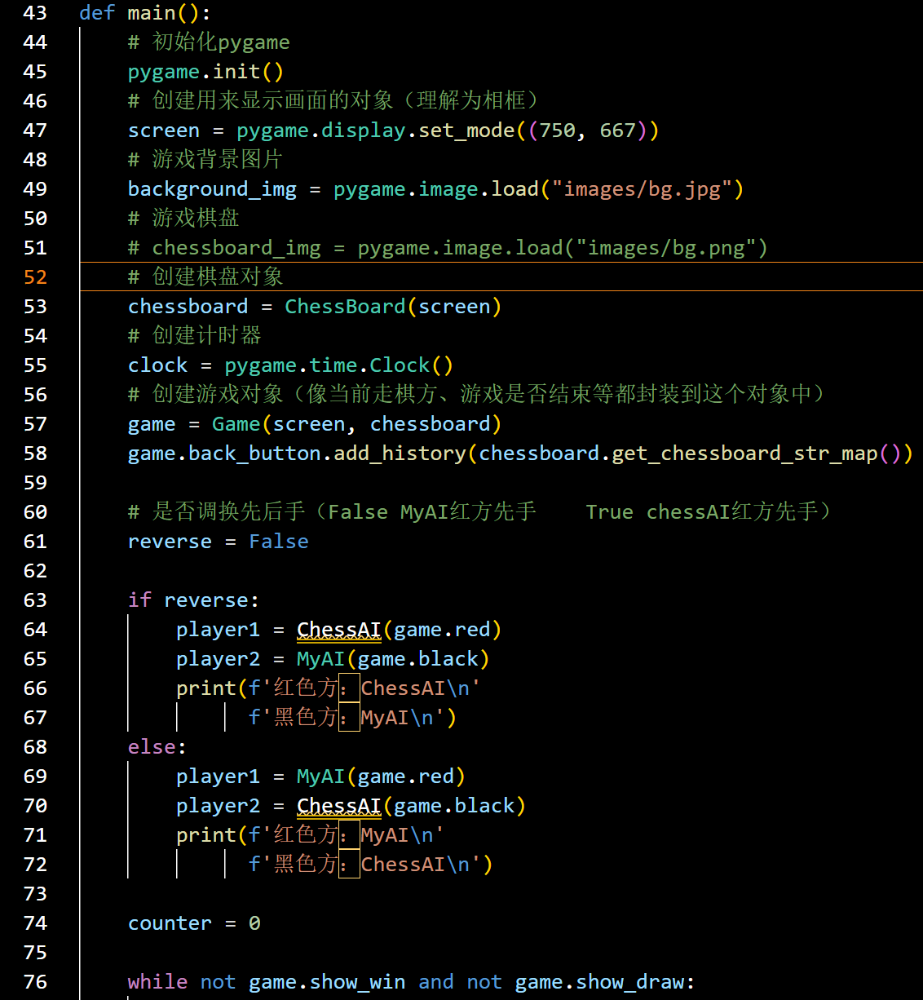 43 def main():
44     # 初始化pygame
45     pygame.init()
46     # 创建用来显示画面的对象（理解为相框）
47     screen = pygame.display.set_mode((750, 667))
48     # 游戏背景图片
49     background_img = pygame.image.load("images/bg.jpg")
50     # 游戏棋盘
51     # chessboard_img = pygame.image.load("images/bg.png")
52     # 创建棋盘对象
53     chessboard = ChessBoard(screen)
54     # 创建计时器
55     clock = pygame.time.Clock()
56     # 创建游戏对象（像当前走棋方、游戏是否结束等都封装到这个对象中）
57     game = Game(screen, chessboard)
58     game.back_button.add_history(chessboard.get_chessboard_str_map())
59
60     # 是否调换先后手（False MyAI红方先手    True chessAI红方先手）
61     reverse = False
62
63     if reverse:
64         player1 = ChessAI(game.red)
65         player2 = MyAI(game.black)
66         print(f'红色方：ChessAI\n'
67               f'黑色方：MyAI\n')
68     else:
69         player1 = MyAI(game.red)
70         player2 = ChessAI(game.black)
71         print(f'红色方：MyAI\n'
72               f'黑色方：ChessAI\n')
73
74     counter = 0
75
76     while not game.show_win and not game.show_draw: